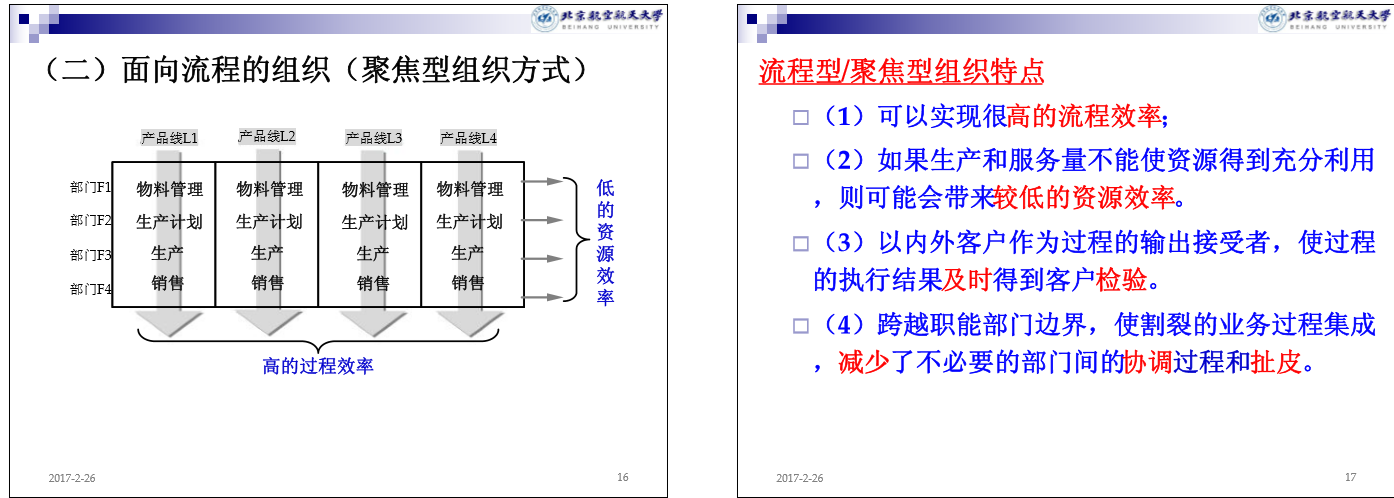 北京航空航天大学
BEIHANG UNIVERSITY
（二）面向流程的组织（聚焦型组织方式）
产品线L1 产品线L2 产品线L3 产品线L4
部门F1 物料管理 物料管理 物料管理 物料管理
部门F2 生产计划 生产计划 生产计划 生产计划
部门F3 生产 生产 生产 生产
部门F4 销售 销售 销售 销售
低的资源效率
高的过程效率
2017-2-26 16
北京航空航天大学
BEIHANG UNIVERSITY
流程型/聚焦型组织特点
（1）可以实现很高的流程效率;
（2）如果生产和服务量不能使资源得到充分利用
，则可能会带来较低的资源效率。
（3）以内外客户作为过程的输出接受者，使过程
的执行结果及时得到客户检验。
（4）跨越职能部门边界，使割裂的业务过程集成
，减少了不必要的部门间的协调过程和扯皮。
2017-2-26 17